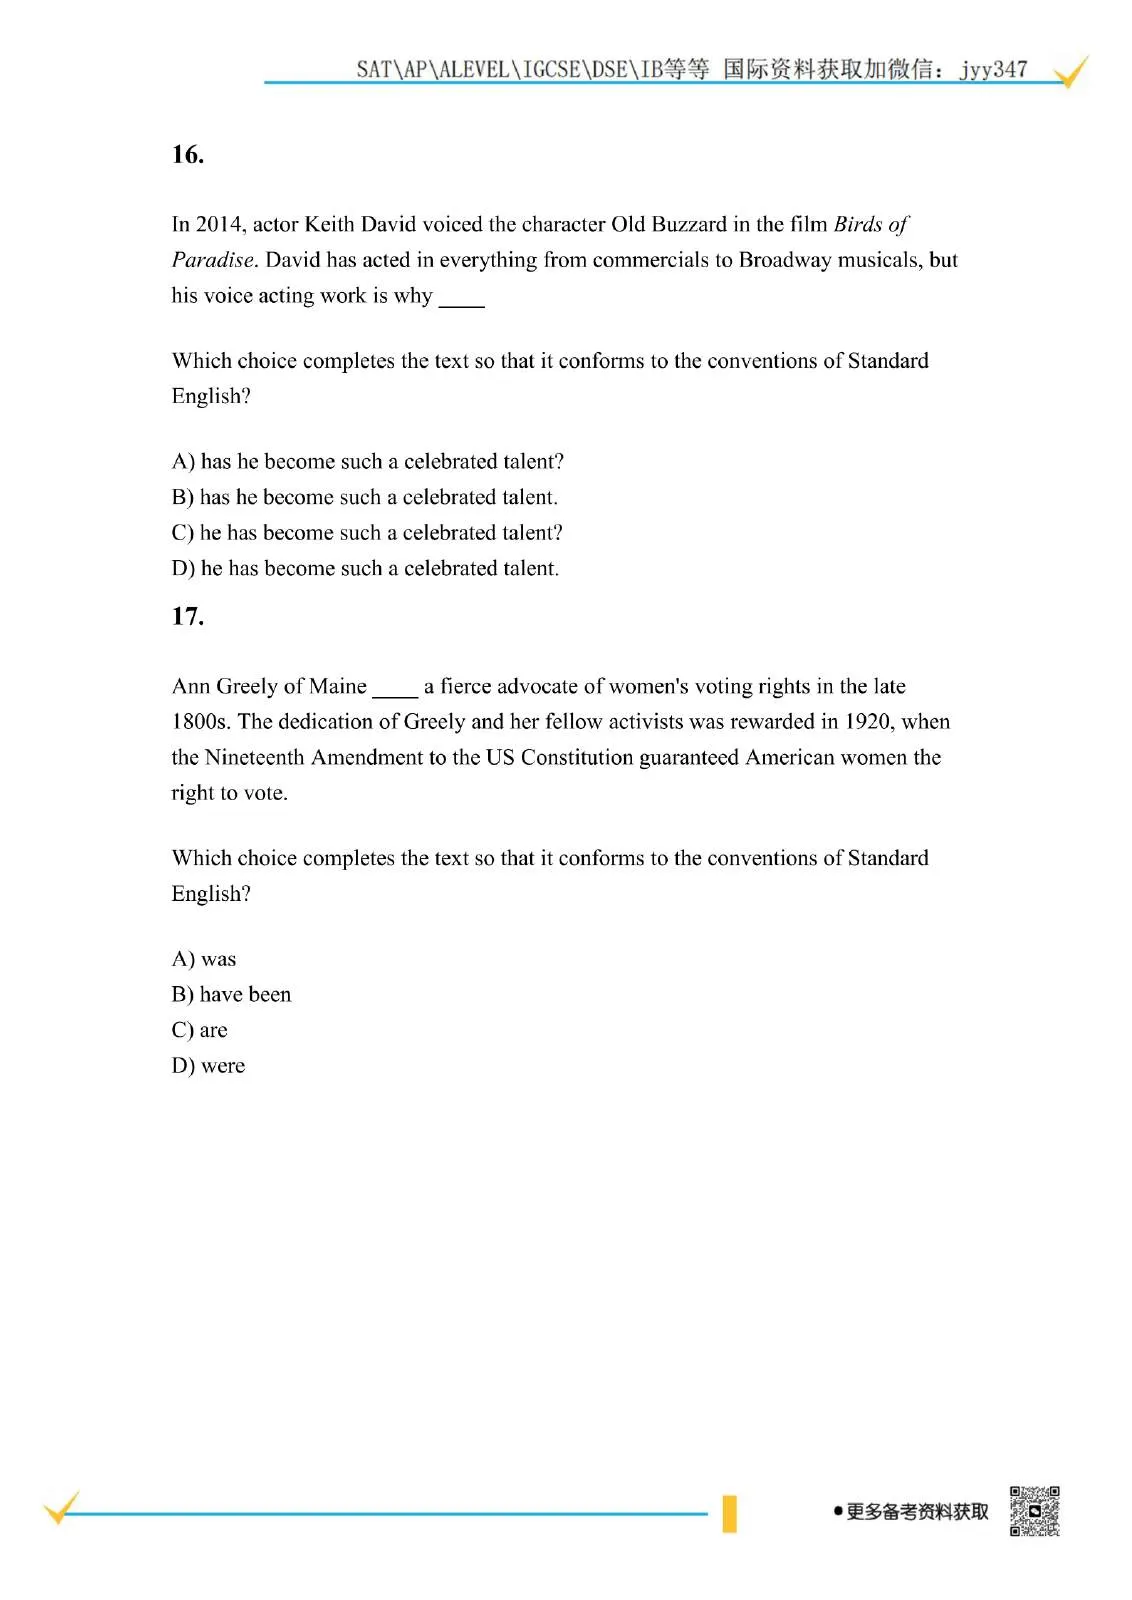 SAT\AP\ALEVEL\IGCSE\DSE\IB等等 国际资料获取加微信：jyy347
16.
In 2014, actor Keith David voiced the character Old Buzzard in the film Birds of
Paradise. David has acted in everything from commercials to Broadway musicals, but
his voice acting work is why ____
Which choice completes the text so that it conforms to the conventions of Standard
English?
A) has he become such a celebrated talent?
B) has he become such a celebrated talent.
C) he has become such a celebrated talent?
D) he has become such a celebrated talent.
17.
Ann Greely of Maine ____ a fierce advocate of women's voting rights in the late
1800s. The dedication of Greely and her fellow activists was rewarded in 1920, when
the Nineteenth Amendment to the US Constitution guaranteed American women the
right to vote.
Which choice completes the text so that it conforms to the conventions of Standard
English?
A) was
B) have been
C) are
D) were
•更多备考资料获取